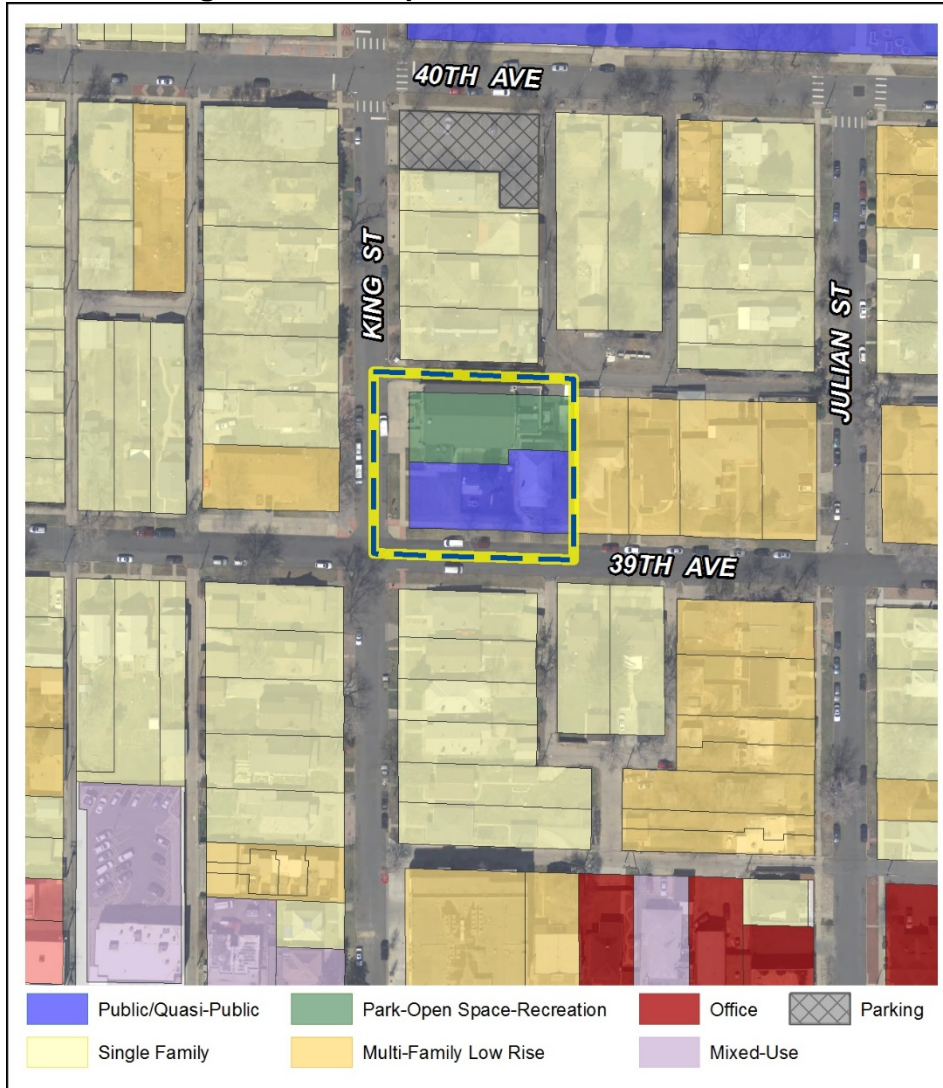 40TH AVE
KING ST
JULIAN ST
39TH AVE
Public/Quasi-Public
Park-Open Space-Recreation
Office
Parking
Single Family
Multi-Family Low Rise
Mixed-Use